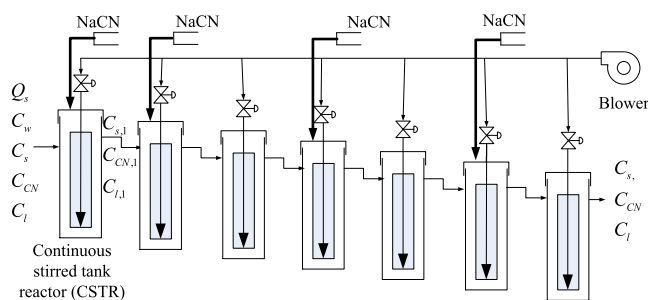 NaCN
NaCN
NaCN
NaCN
Blower
Q_s
C_w
C_s
C_CN
C_l
C_s,1
C_CN,1
C_l,1
C_s,
C_CN
C_l
Continuous
stirred tank
reactor (CSTR)